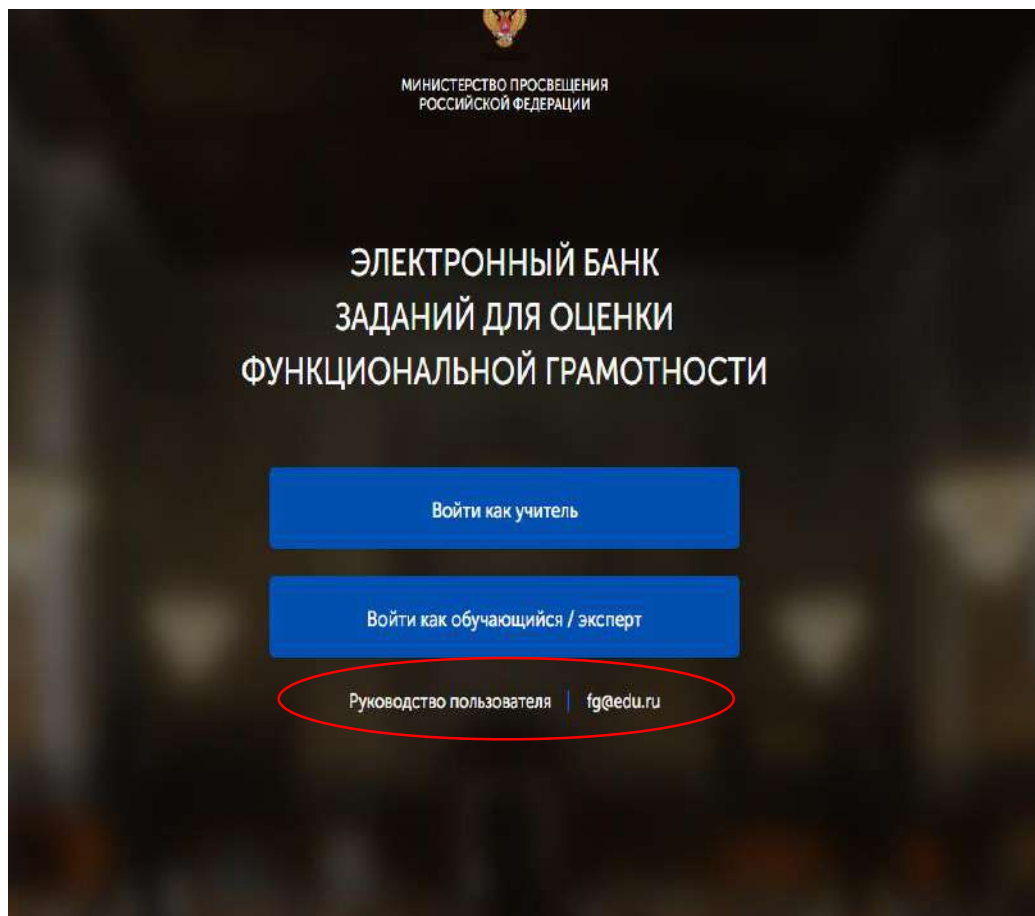 МИНИСТЕРСТВО ПРОСВЕЩЕНИЯ
РОССИЙСКОЙ ФЕДЕРАЦИИ
ЭЛЕКТРОННЫЙ БАНК
ЗАДАНИЙ ДЛЯ ОЦЕНКИ
ФУНКЦИОНАЛЬНОЙ ГРАМОТНОСТИ
Войти как учитель
Войти как обучающийся / эксперт
Руководство пользователя | fg@edu.ru